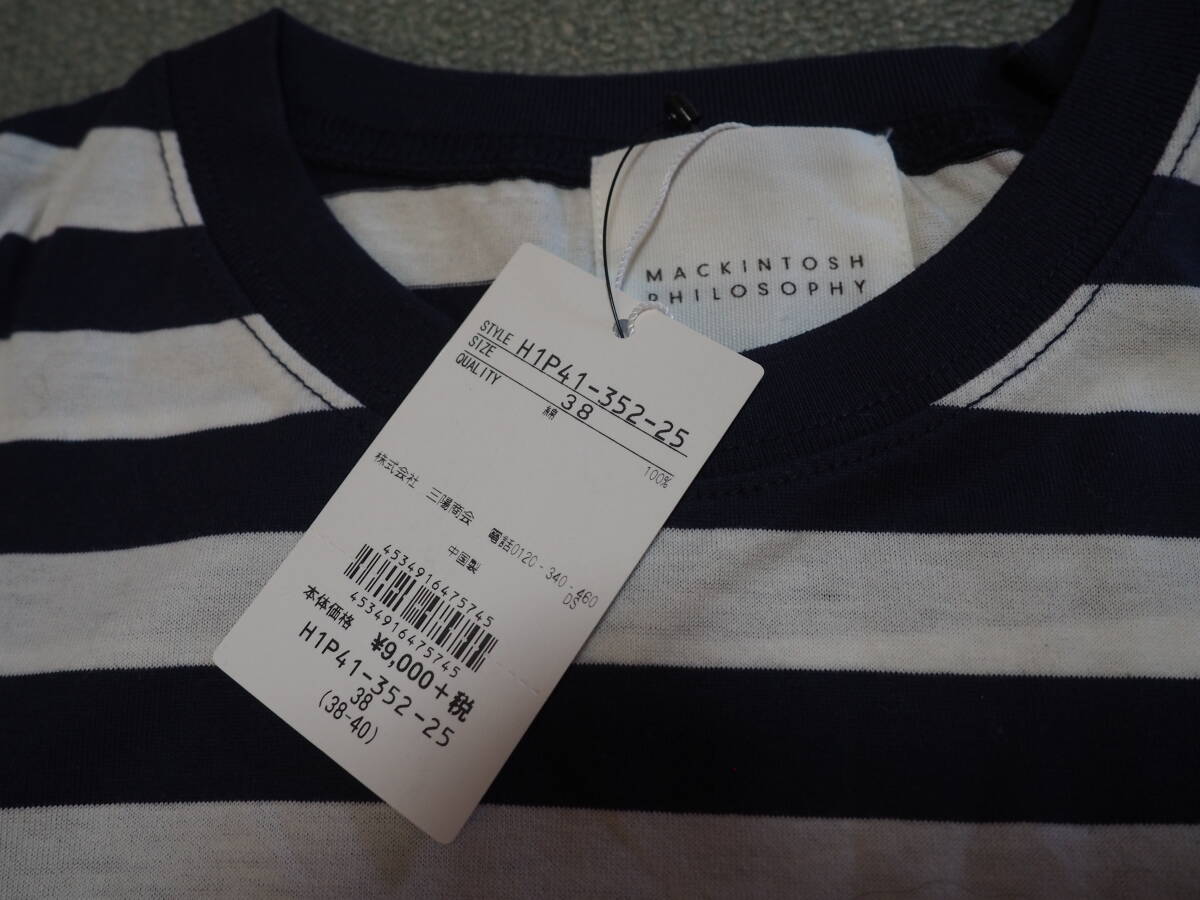 MACKINTOSH
PHILOSOPHY
STYLE H1P41-352-25
SIZE 38
QUALITY
綿 100%
株式会社 三陽商会 電話0120-340-460
中国製 DS
4534916475745
4534916475745
本体価格 ¥9,000+税
H1P41-352-25
38
(38-40)